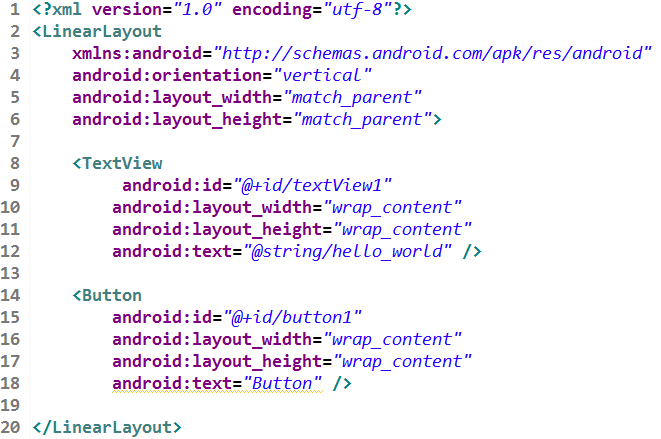 1 <?xml version="1.0" encoding="utf-8"?>
2 <LinearLayout
3     xmlns:android="http://schemas.android.com/apk/res/android"
4     android:orientation="vertical"
5     android:layout_width="match_parent"
6     android:layout_height="match_parent">
7
8     <TextView
9          android:id="@+id/textView1"
10         android:layout_width="wrap_content"
11         android:layout_height="wrap_content"
12         android:text="@string/hello_world" />
13
14     <Button
15         android:id="@+id/button1"
16         android:layout_width="wrap_content"
17         android:layout_height="wrap_content"
18         android:text="Button" />
19
20 </LinearLayout>